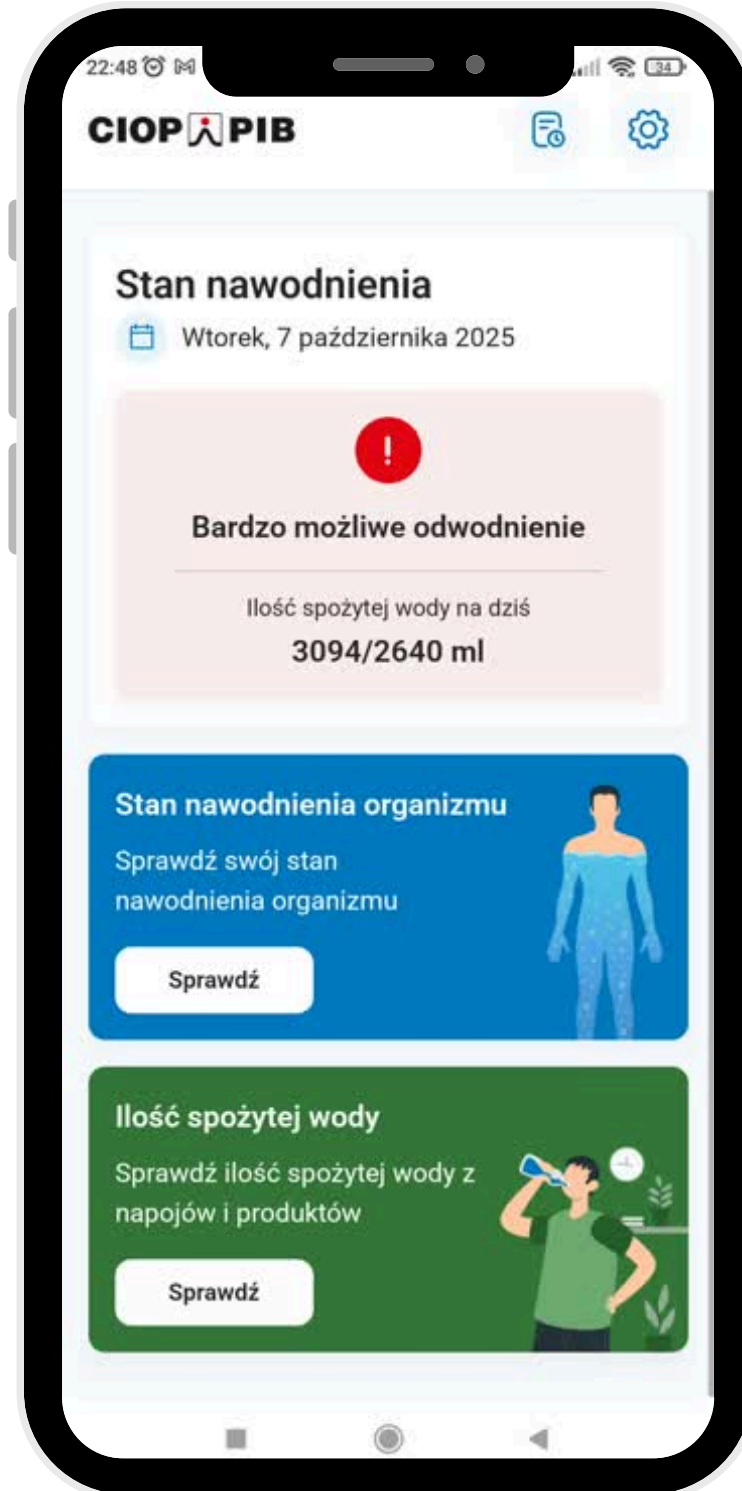 22:48
34
CIOP PIB
Stan nawodnienia
Wtorek, 7 października 2025
!
Bardzo możliwe odwodnienie
Ilość spożytej wody na dziś
3094/2640 ml
Stan nawodnienia organizmu
Sprawdź swój stan
nawodnienia organizmu
Sprawdź
Ilość spożytej wody
Sprawdź ilość spożytej wody z
napojów i produktów
Sprawdź